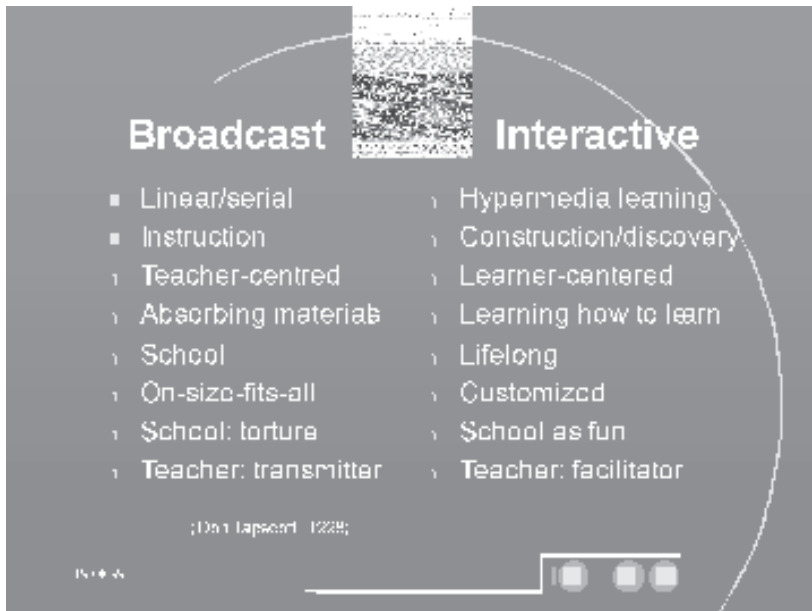 Broadcast
Linear/serial
Instruction
Teacher-centred
Absorbing materials
School
On-size-fits-all
School: torture
Teacher: transmitter
Interactive
Hypermedia learning
Construction/discovery
Learner-centered
Learning how to learn
Lifelong
Customized
School as fun
Teacher: facilitator